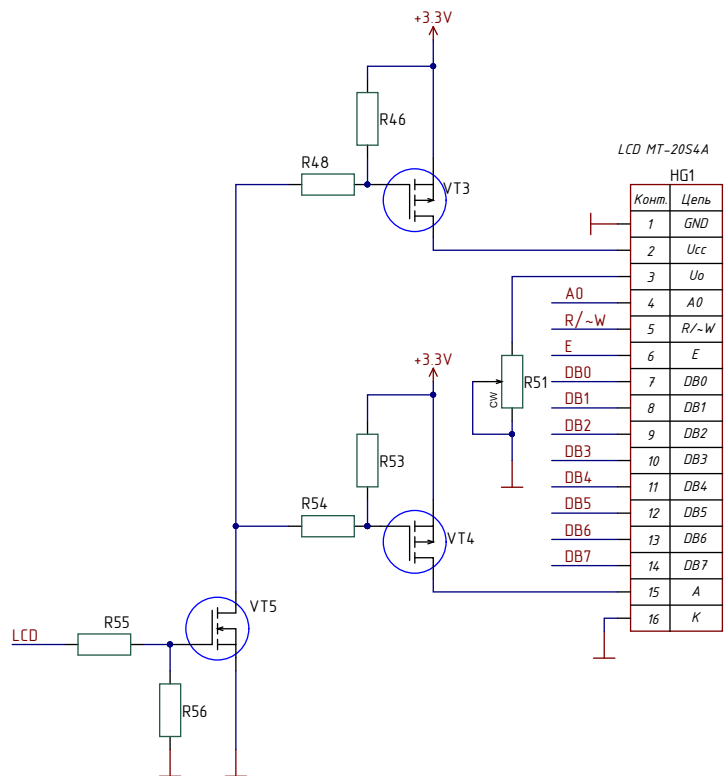 +3.3V
R46
R48
VT3
LCD MT-20S4A
HG1
Конт. Цепь
1 GND
2 Ucc
3 Uo
A0 4 A0
R/~W 5 R/~W
E 6 E
DB0 7 DB0
DB1 8 DB1
DB2 9 DB2
DB3 10 DB3
DB4 11 DB4
DB5 12 DB5
DB6 13 DB6
DB7 14 DB7
15 A
16 K
+3.3V
R51
CW
R53
R54
VT4
VT5
LCD
R55
R56